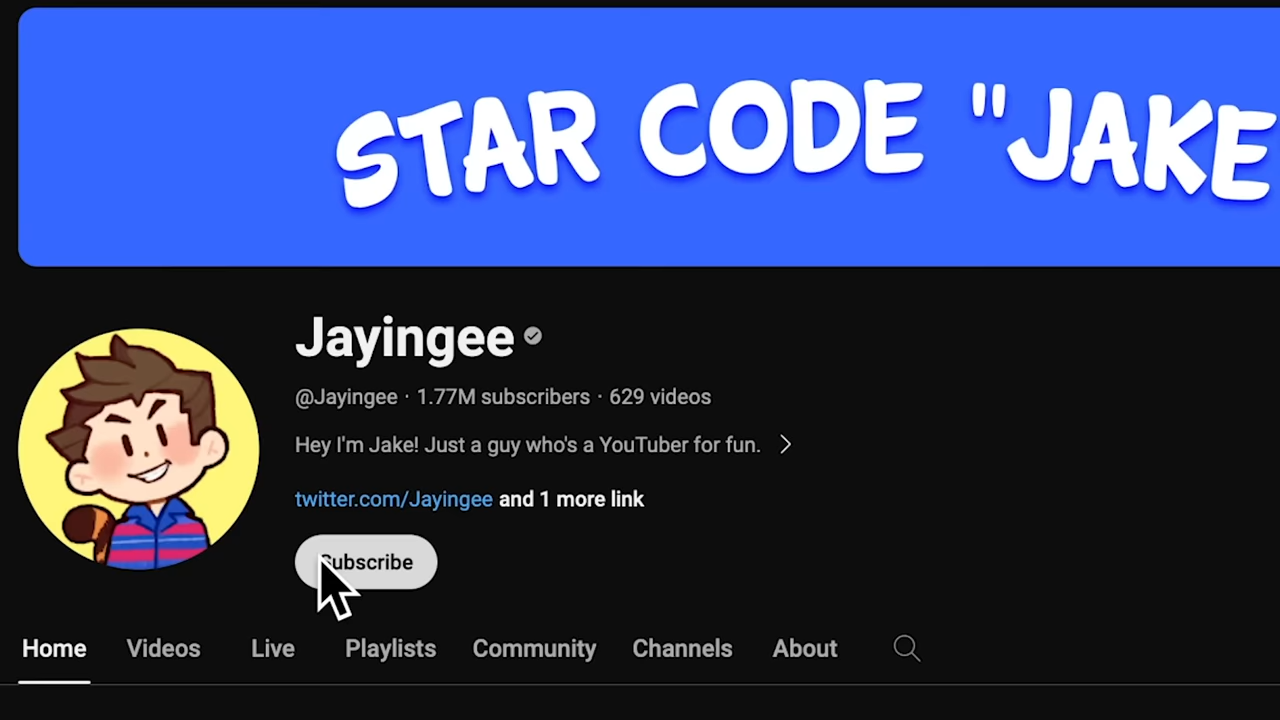 STAR CODE "JAKE
Jayingee
@Jayingee · 1.77M subscribers · 629 videos
Hey I'm Jake! Just a guy who's a YouTuber for fun.
twitter.com/Jayingee and 1 more link
Subscribe
Home Videos Live Playlists Community Channels About